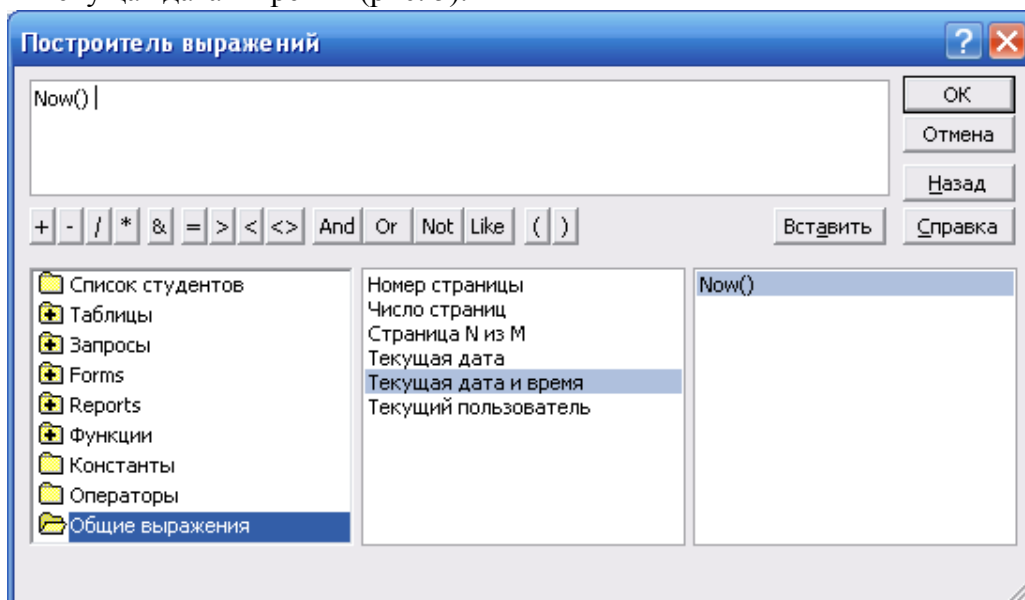 Построитель выражений
Now()
ОК
Отмена
Назад
+ - / * & = > < <> And Or Not Like ( ) Вставить Справка
Список студентов
Таблицы
Запросы
Forms
Reports
Функции
Константы
Операторы
Общие выражения
Номер страницы
Число страниц
Страница N из M
Текущая дата
Текущая дата и время
Текущий пользователь
Now()